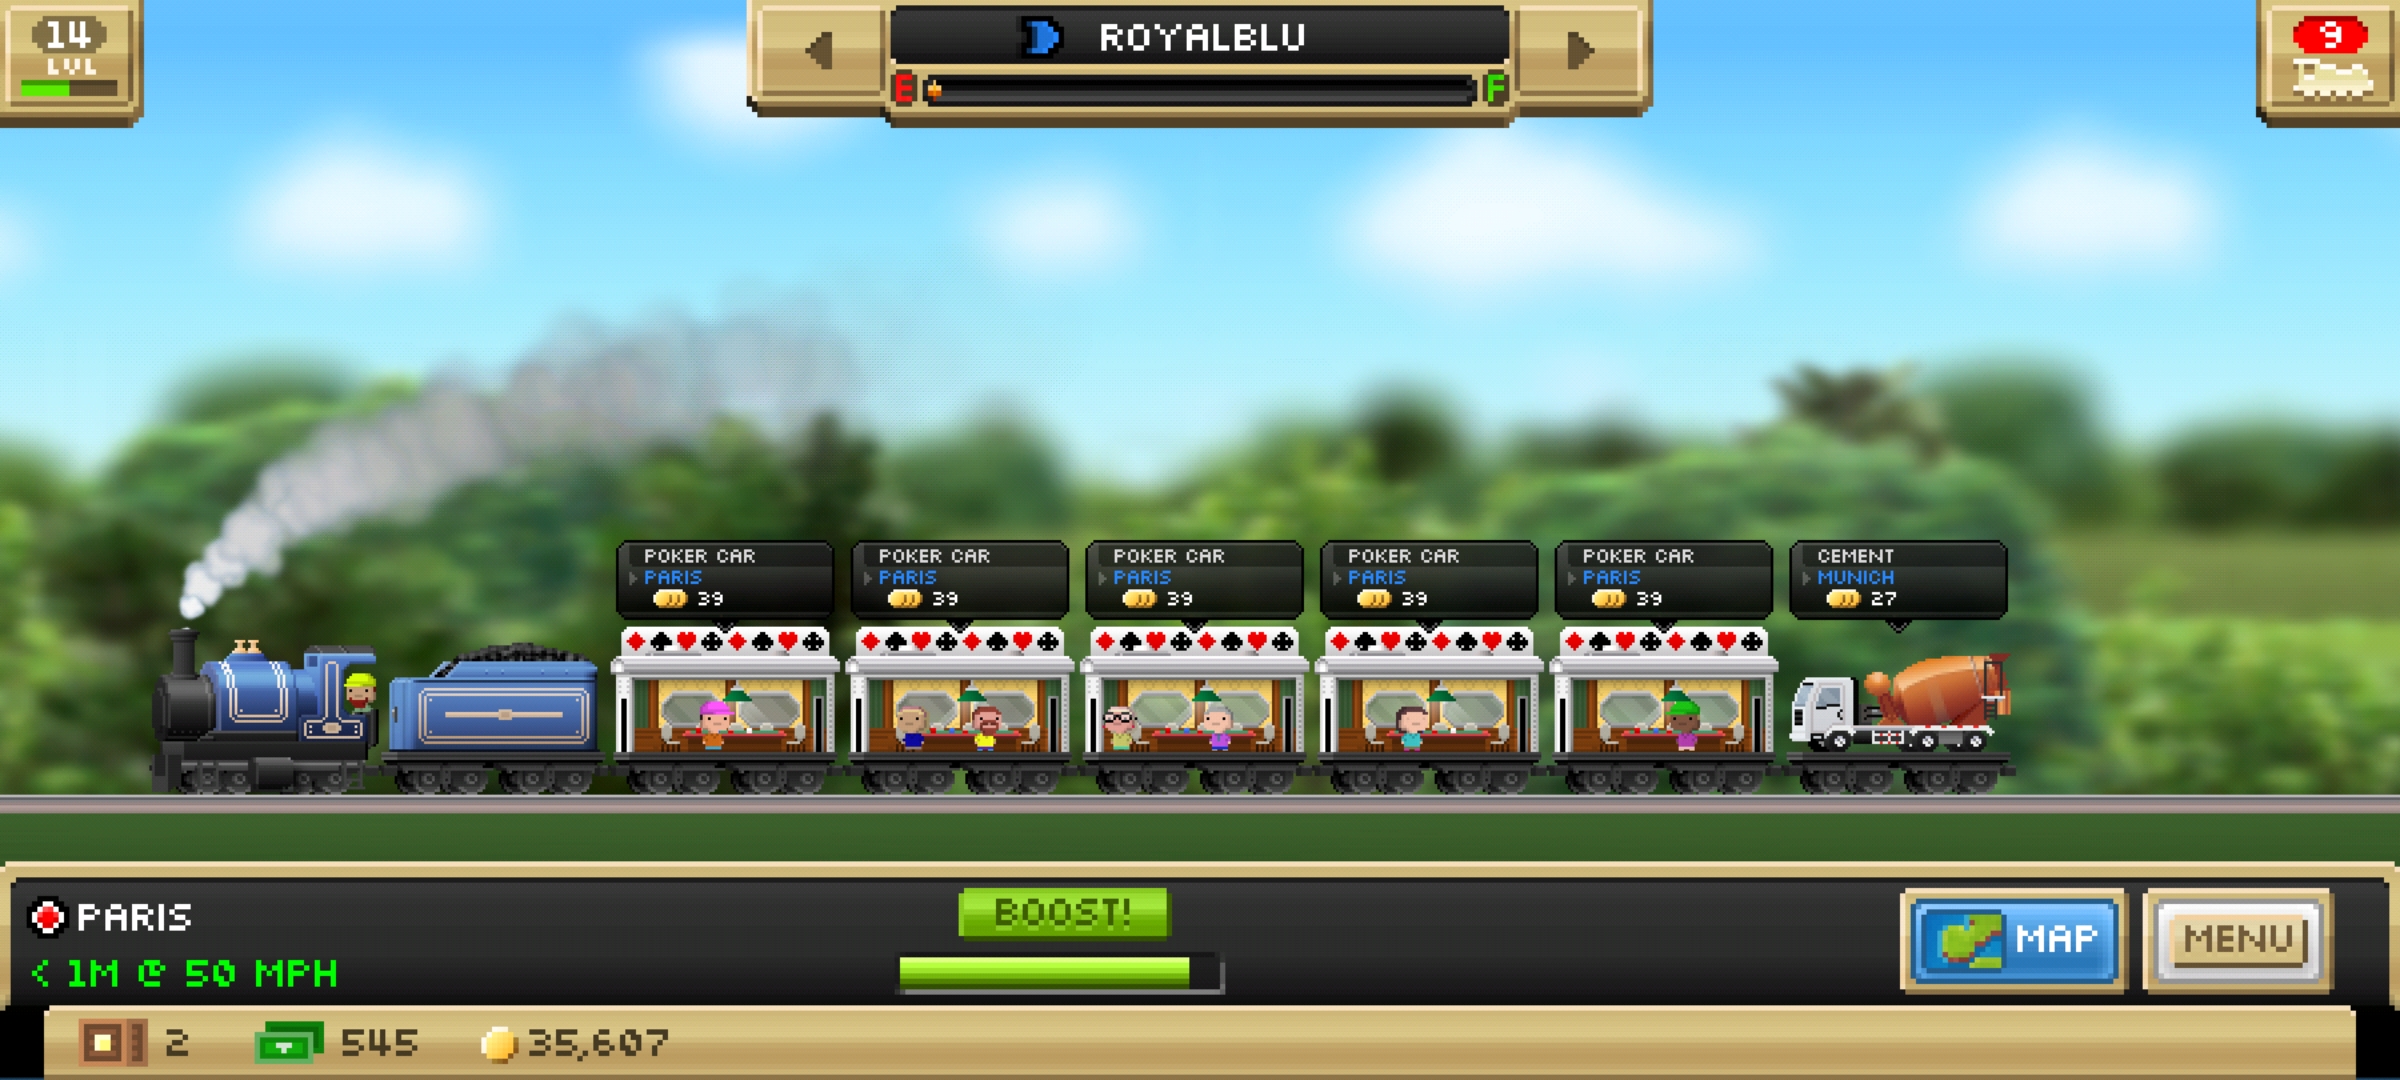 14
LVL
ROYALBLU
E
F
9
POKER CAR
PARIS
39
POKER CAR
PARIS
39
POKER CAR
PARIS
39
POKER CAR
PARIS
39
POKER CAR
PARIS
39
CEMENT
MUNICH
27
PARIS
< 1M @ 50 MPH
BOOST!
MAP
MENU
2
545
35,607